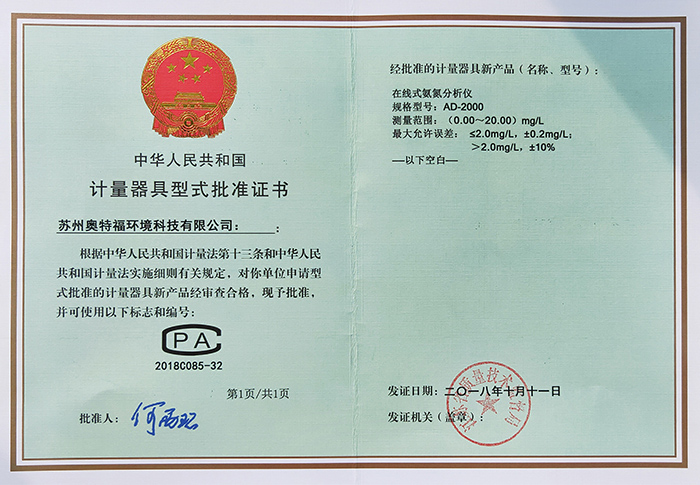 中华人民共和国
计量器具型式批准证书
苏州奥特福环境科技有限公司： ：
根据中华人民共和国计量法第十三条和中华人民
共和国计量法实施细则有关规定，对你单位申请型
式批准的计量器具新产品经审查合格，现予批准，
并可使用以下标志和编号：
CPA
2018C085-32
第1页/共1页
批准人：
经批准的计量器具新产品（名称、型号）：
在线式氨氮分析仪
规格型号：AD-2000
测量范围：（0.00～20.00）mg/L
最大允许误差：≤2.0mg/L，±0.2mg/L；
＞2.0mg/L，±10%
——以下空白——
发证日期：二〇一八年十月十一日
发证机关（盖章）：